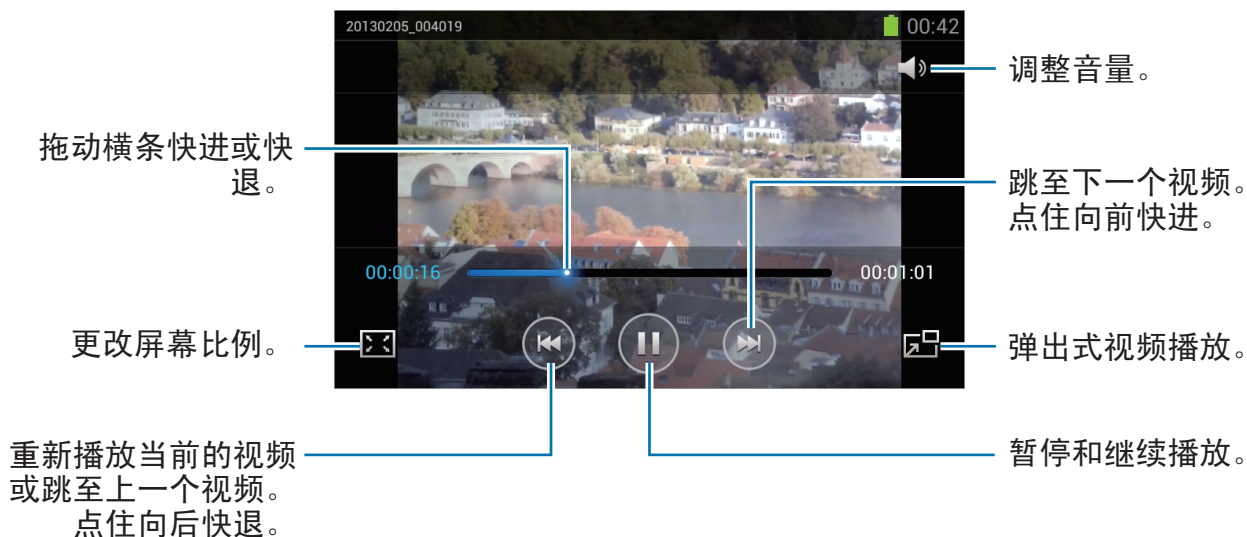 20130205_004019
00:42
调整音量。
拖动横条快进或快
退。
跳至下一个视频。
点住向前快进。
00:00:16
00:01:01
更改屏幕比例。
弹出式视频播放。
重新播放当前的视频
或跳至上一个视频。
点住向后快退。
暂停和继续播放。